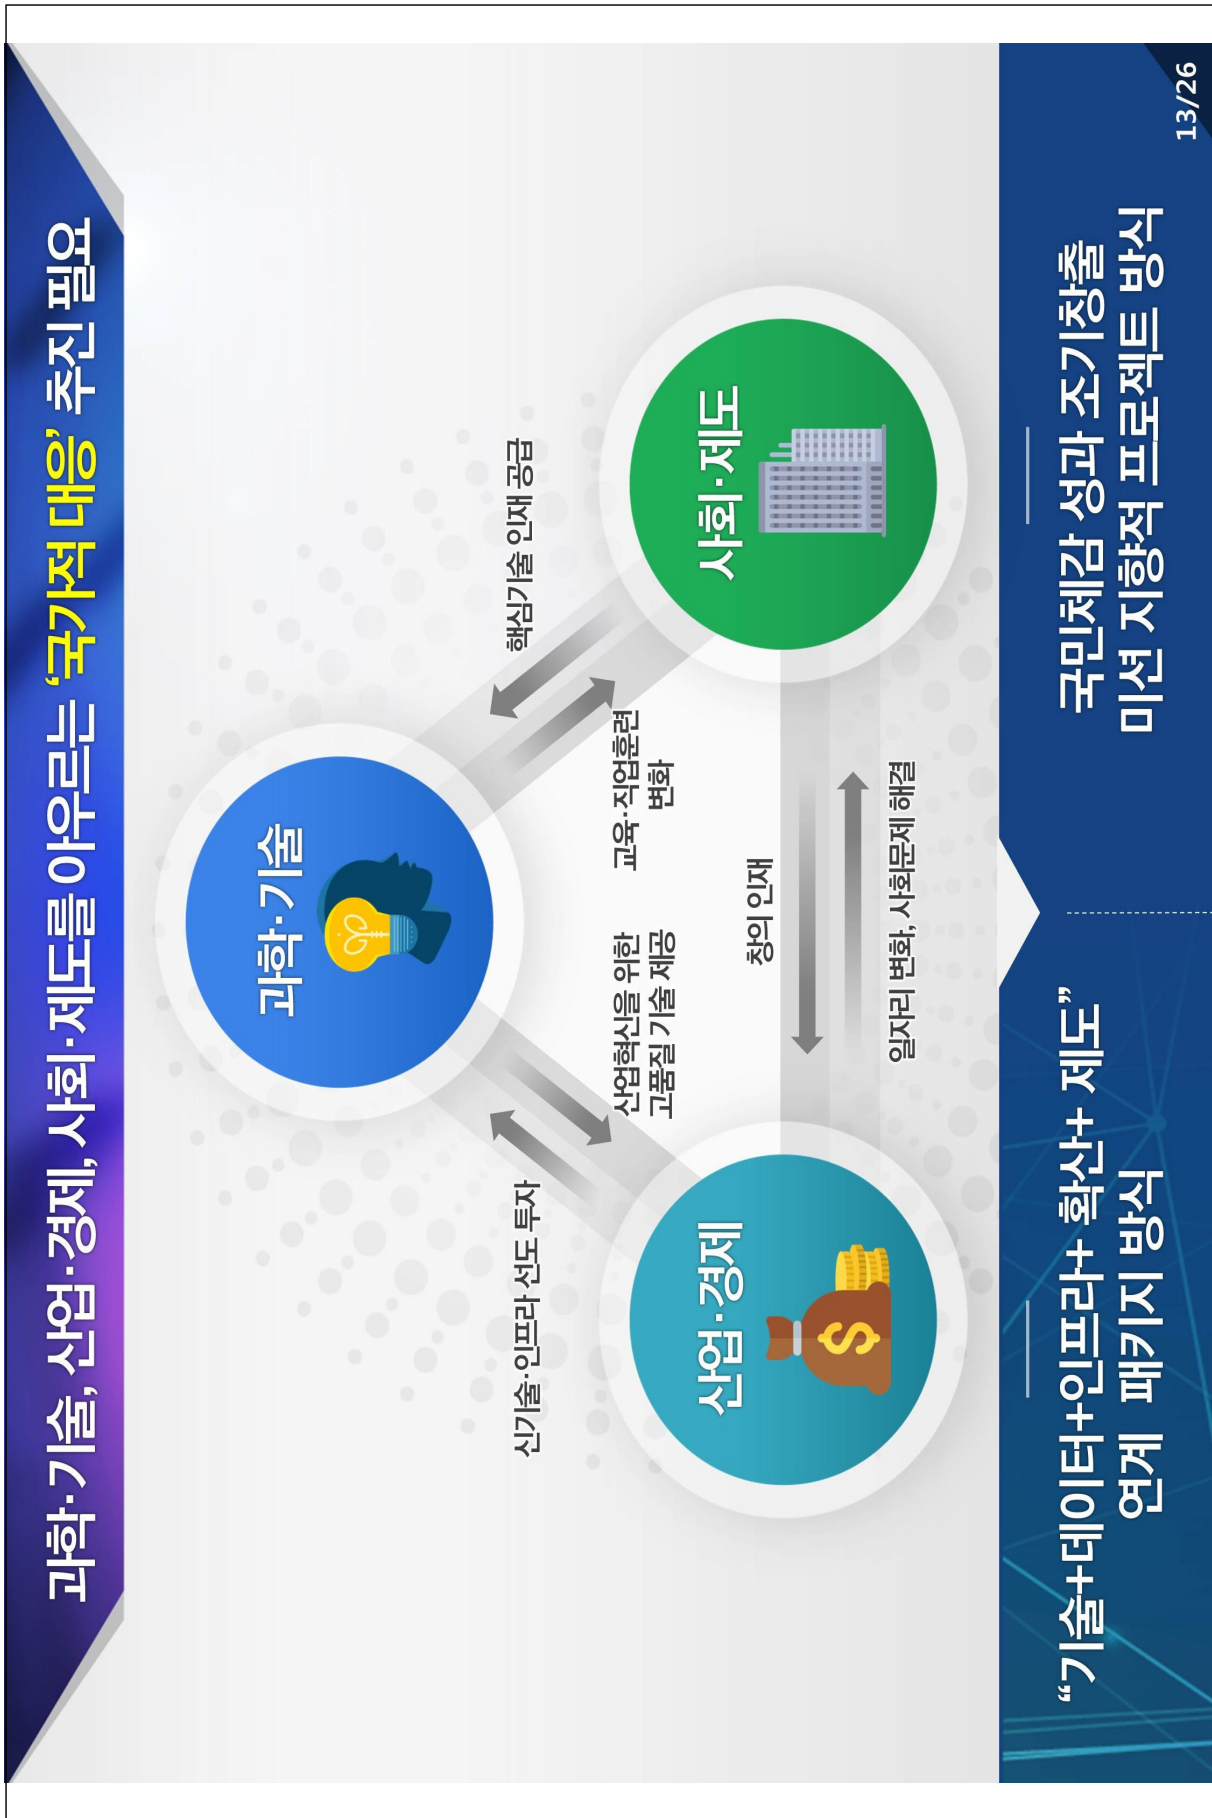 과학·기술, 산업·경제, 사회·제도를 아우르는 ‘국가적 대응’ 추진 필요
과학·기술
신기술·인프라 선도 투자
핵심기술 인재 공급
산업혁신을 위한
고품질 기술 제공
교육·직업훈련
변화
산업·경제
사회·제도
창의 인재
일자리 변화, 사회문제 해결
“기술+데이터+인프라+ 확산+ 제도”
연계 패키지 방식
국민체감 성과 조기창출
미션 지향적 프로젝트 방식
13/26